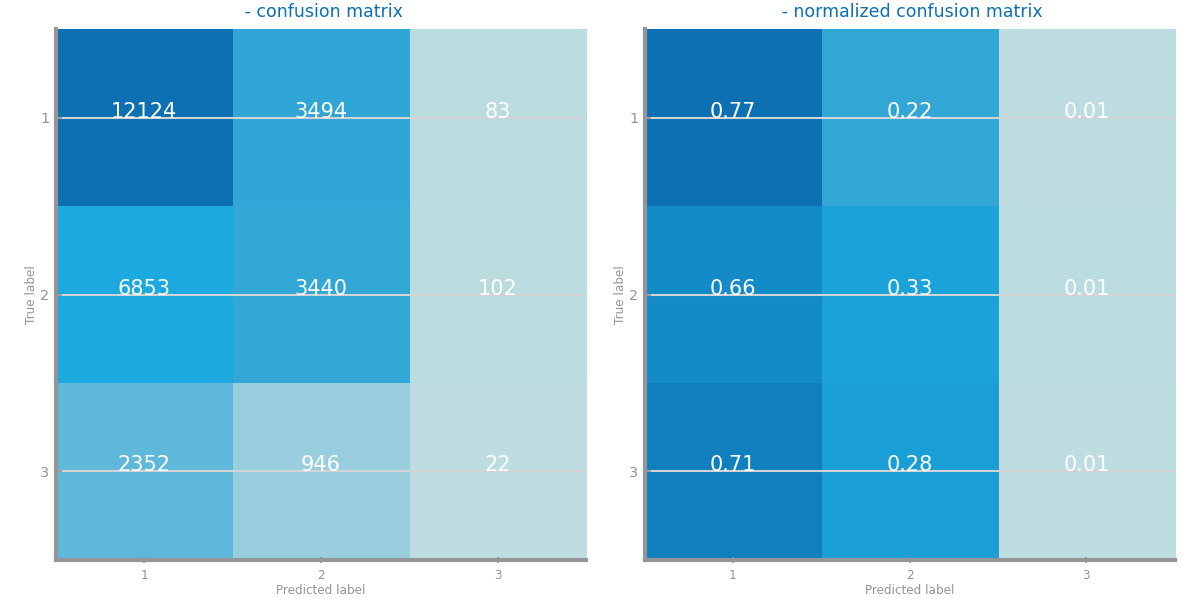 - confusion matrix
12124 3494 83
1
6853 3440 102
2
2352 946 22
3
True label
1 2 3
Predicted label
- normalized confusion matrix
0.77 0.22 0.01
1
0.66 0.33 0.01
2
0.71 0.28 0.01
3
True label
1 2 3
Predicted label